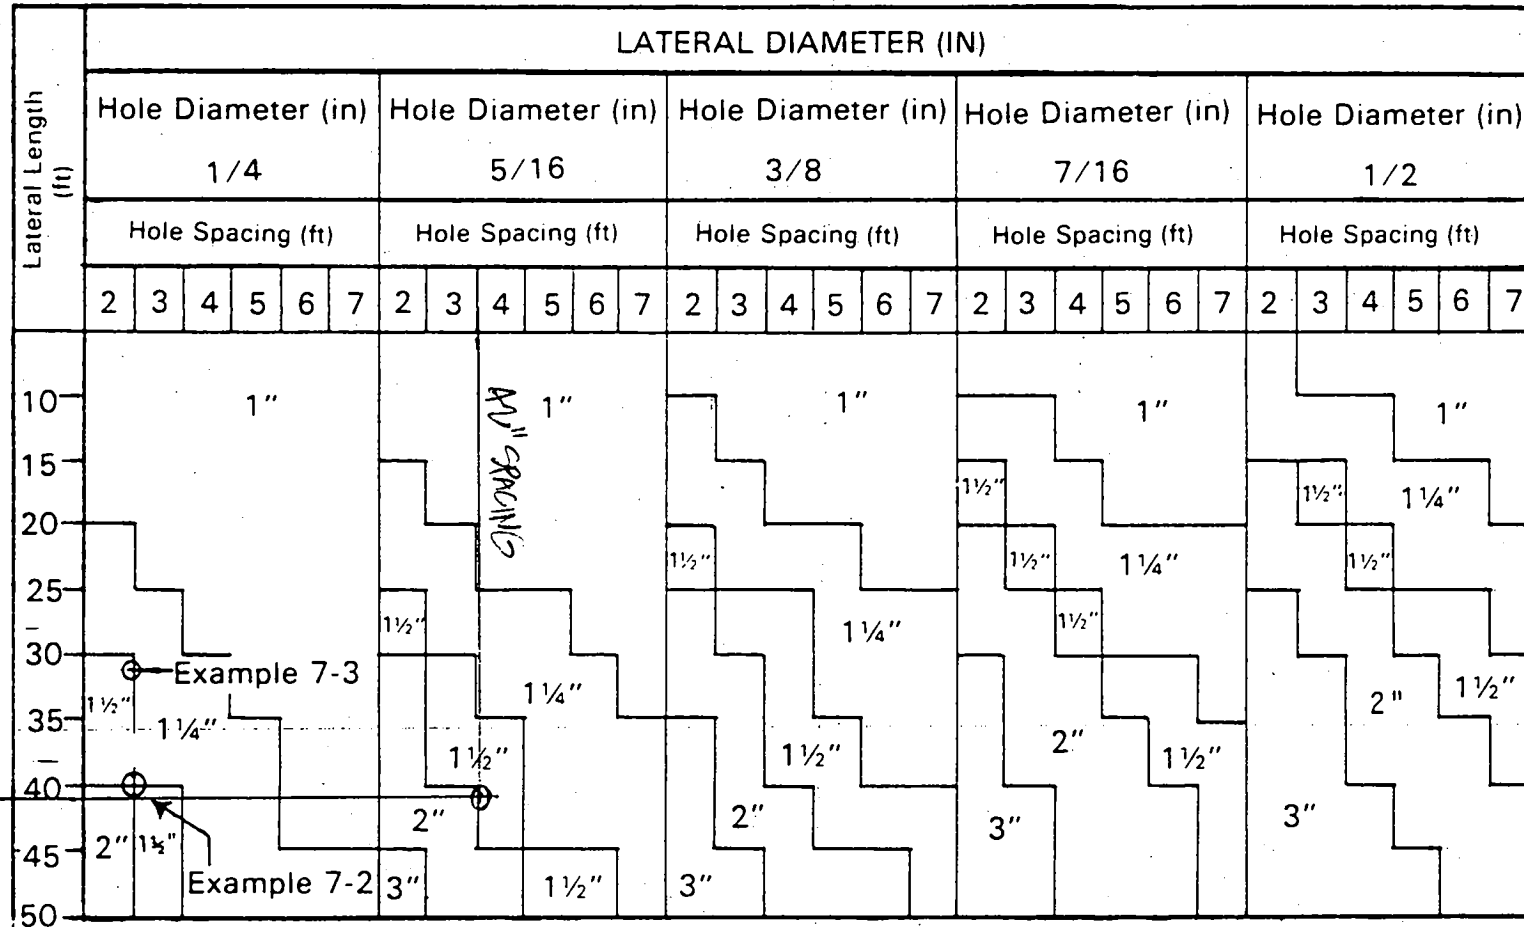 LATERAL DIAMETER (IN)
Lateral Length
(ft)
Hole Diameter (in) Hole Diameter (in) Hole Diameter (in) Hole Diameter (in) Hole Diameter (in)
1/4 5/16 3/8 7/16 1/2
Hole Spacing (ft) Hole Spacing (ft) Hole Spacing (ft) Hole Spacing (ft) Hole Spacing (ft)
2 3 4 5 6 7 2 3 4 5 6 7 2 3 4 5 6 7 2 3 4 5 6 7 2 3 4 5 6 7
10 1" 1" 1" 1" 1"
SPACING
15 1½" 1½" 1¼"
20 1½" 1½" 1¼" 1½"
25 1½" 1¼" 1½"
30 Example 7-3 1¼" 2" 1½"
1½" 1¼"
35 1½" 1½" 2" 1½"
40 2" 2" 3" 3"
45 2" 1½"
Example 7-2 3" 1½" 3"
50